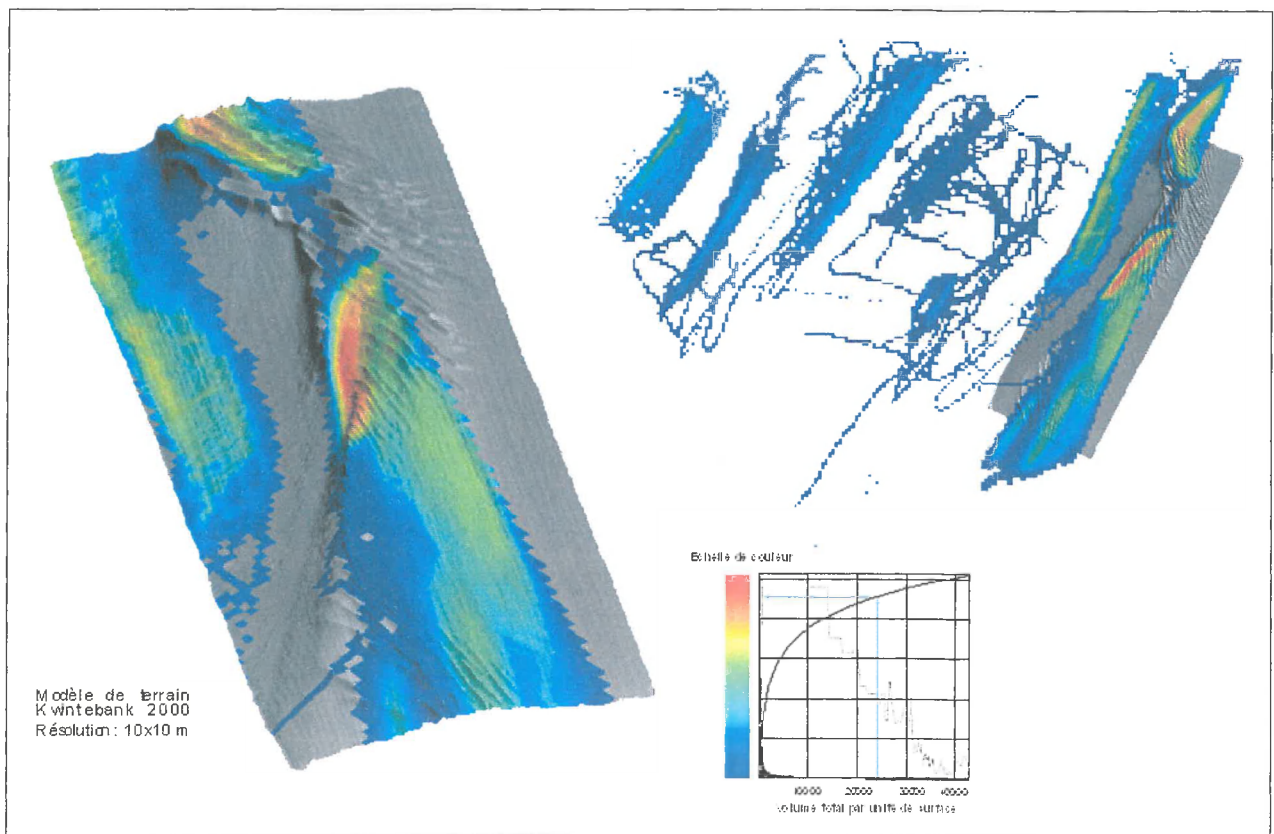 Modèle de terrain
Kwintebank 2000
Résolution : 10x10 m
Echelle de couleur
10000 20000 30000 40000
volume total par unite de surface